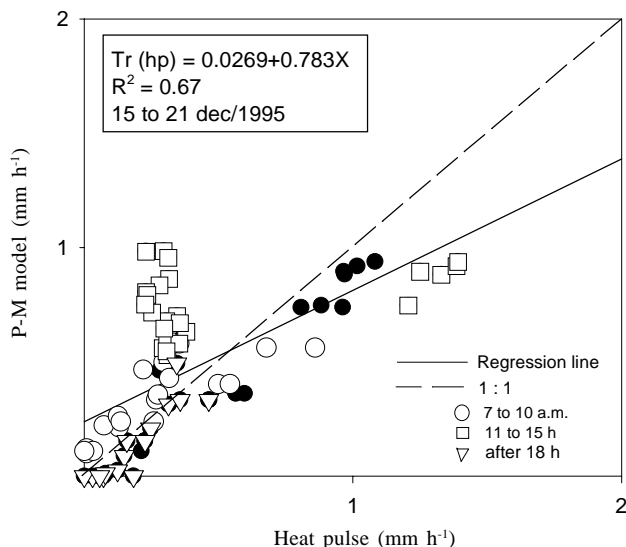 2
Tr (hp) = 0.0269+0.783X
R² = 0.67
15 to 21 dec/1995
P-M model (mm h⁻¹)
1
Regression line
1 : 1
7 to 10 a.m.
11 to 15 h
after 18 h
1
2
Heat pulse (mm h⁻¹)